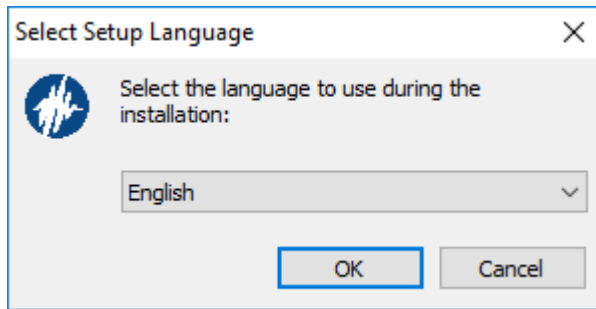 Select Setup Language
Select the language to use during the
installation:
English
OK
Cancel